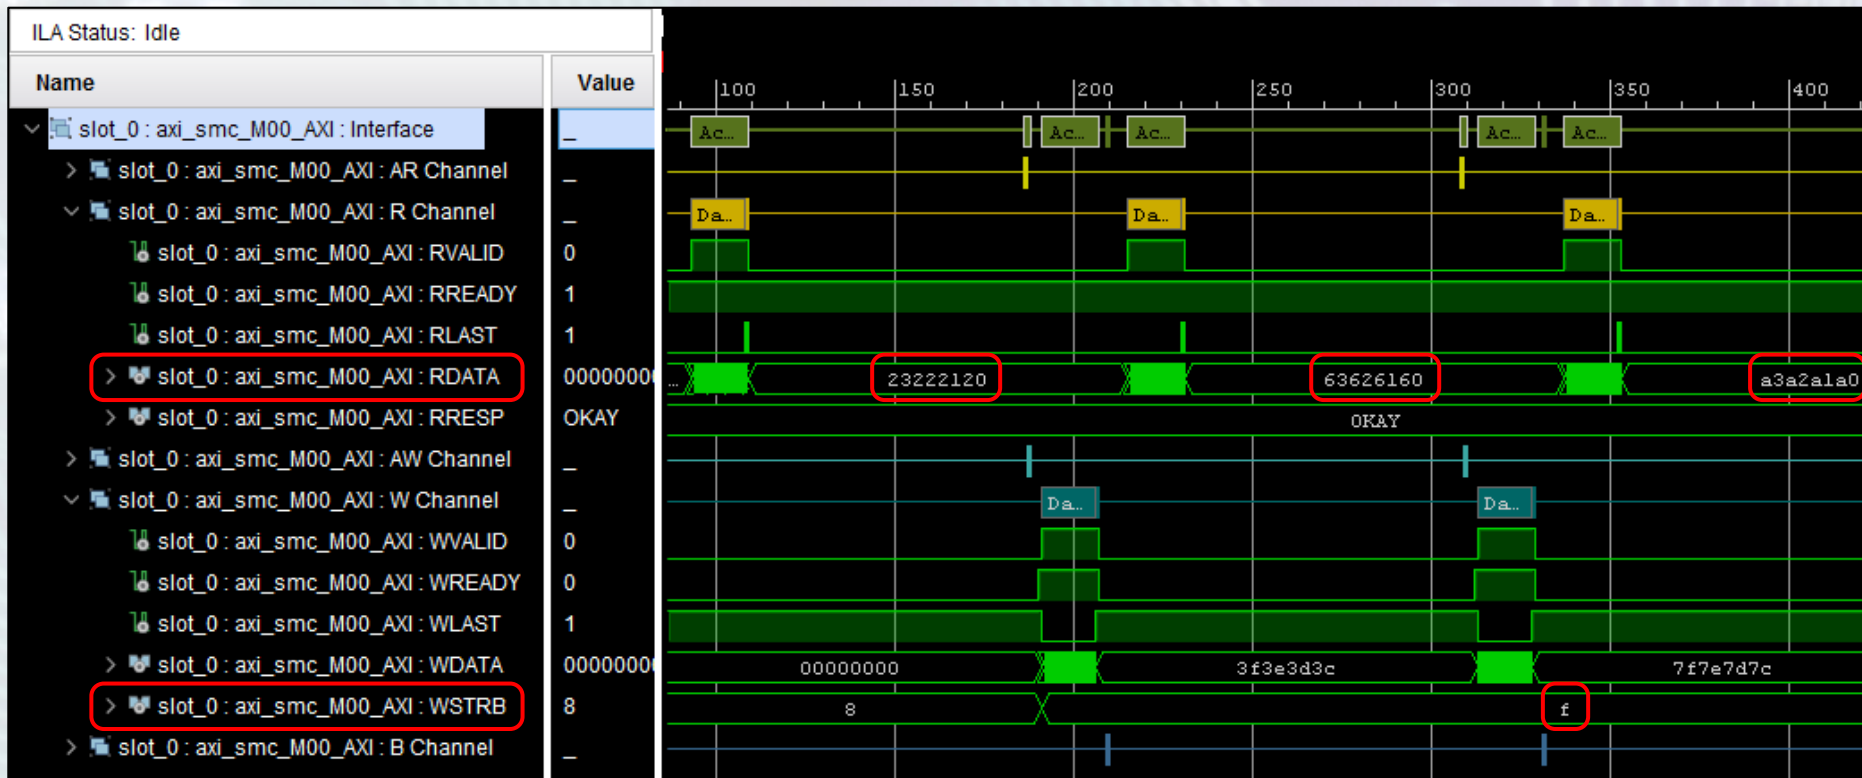 ILA Status: Idle
Name Value
100 150 200 250 300 350 400
slot_0 : axi_smc_M00_AXI : Interface _ Ac... Ac... Ac... Ac... Ac...
slot_0 : axi_smc_M00_AXI : AR Channel _
slot_0 : axi_smc_M00_AXI : R Channel _ Da... Da... Da...
slot_0 : axi_smc_M00_AXI : RVALID 0
slot_0 : axi_smc_M00_AXI : RREADY 1
slot_0 : axi_smc_M00_AXI : RLAST 1
slot_0 : axi_smc_M00_AXI : RDATA 00000000 ... 23222120 63626160 a3a2a1a0
slot_0 : axi_smc_M00_AXI : RRESP OKAY OKAY
slot_0 : axi_smc_M00_AXI : AW Channel _
slot_0 : axi_smc_M00_AXI : W Channel _ Da... Da...
slot_0 : axi_smc_M00_AXI : WVALID 0
slot_0 : axi_smc_M00_AXI : WREADY 0
slot_0 : axi_smc_M00_AXI : WLAST 1
slot_0 : axi_smc_M00_AXI : WDATA 00000000 00000000 3f3e3d3c 7f7e7d7c
slot_0 : axi_smc_M00_AXI : WSTRB 8 8 f
slot_0 : axi_smc_M00_AXI : B Channel _